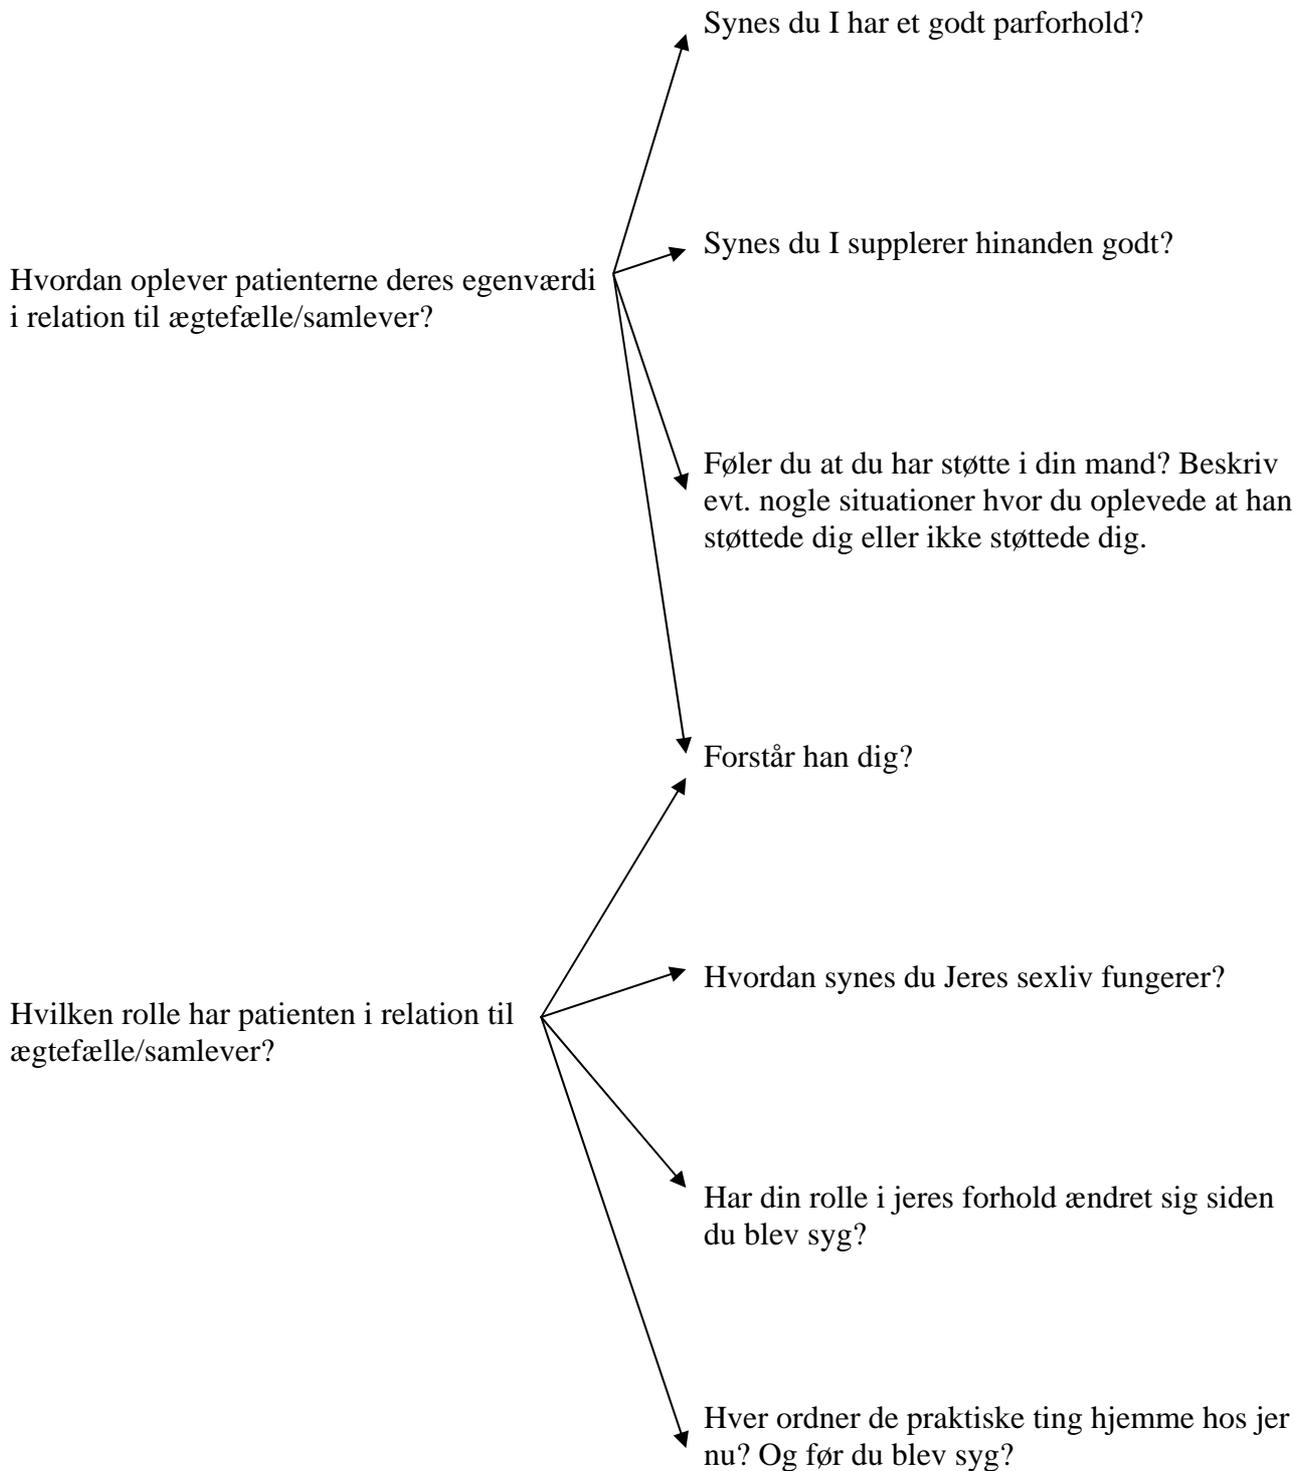 Synes du I har et godt parforhold?
Synes du I supplerer hinanden godt?
Hvordan oplever patienterne deres egenværdi
i relation til ægtefælle/samlever?
Føler du at du har støtte i din mand? Beskriv
evt. nogle situationer hvor du oplevede at han
støttede dig eller ikke støttede dig.
Forstår han dig?
Hvordan synes du Jeres sexliv fungerer?
Hvilken rolle har patienten i relation til
ægtefælle/samlever?
Har din rolle i jeres forhold ændret sig siden
du blev syg?
Hver ordner de praktiske ting hjemme hos jer
nu? Og før du blev syg?